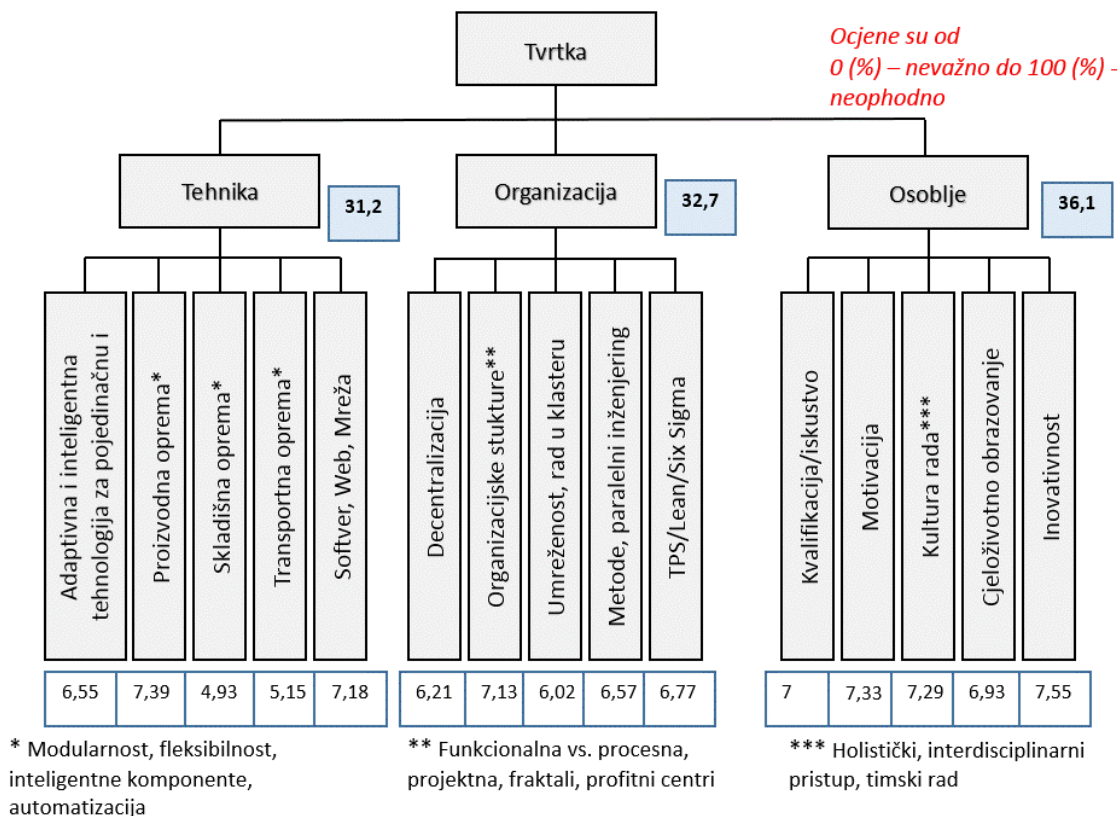 Tvrtka
Ocjene su od
0 (%) – nevažno do 100 (%) -
neophodno
Tehnika
31,2
Organizacija
32,7
Osoblje
36,1
Adaptivna i inteligentna
tehnologija za pojedinačnu i
Proizvodna oprema*
Skladišna oprema*
Transportna oprema*
Softver, Web, Mreža
Decentralizacija
Organizacijske stukture**
Umreženost, rad u klasteru
Metode, paralelni inženjering
TPS/Lean/Six Sigma
Kvalifikacija/iskustvo
Motivacija
Kultura rada***
Cjeloživotno obrazovanje
Inovativnost
6,55 7,39 4,93 5,15 7,18
6,21 7,13 6,02 6,57 6,77
7 7,33 7,29 6,93 7,55
* Modularnost, fleksibilnost,
inteligentne komponente,
automatizacija
** Funkcionalna vs. procesna,
projektna, fraktali, profitni centri
*** Holistički, interdisciplinarni
pristup, timski rad